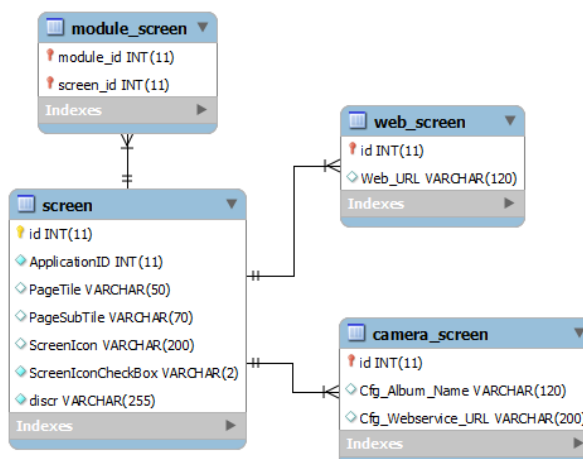 module_screen
module_id INT(11)
screen_id INT(11)
Indexes
web_screen
id INT(11)
Web_URL VARCHAR(120)
Indexes
screen
id INT(11)
ApplicationID INT(11)
PageTile VARCHAR(50)
PageSubTile VARCHAR(70)
ScreenIcon VARCHAR(200)
ScreenIconCheckBox VARCHAR(2)
discr VARCHAR(255)
Indexes
camera_screen
id INT(11)
Cfg_Album_Name VARCHAR(120)
Cfg_Webservice_URL VARCHAR(200)
Indexes